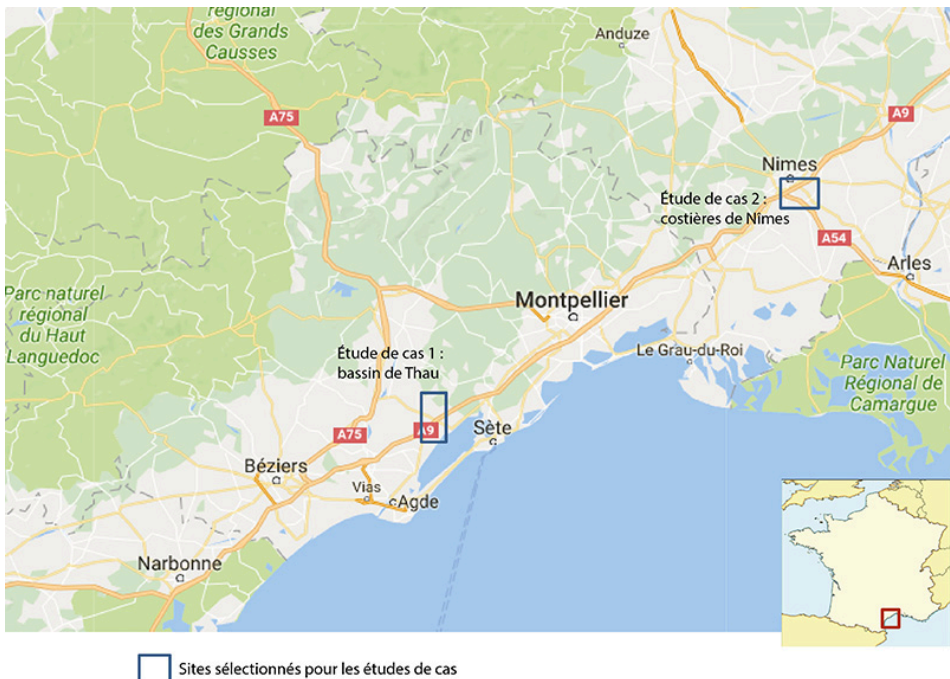 régional
des Grands
Causses
Anduze
A75
A9
Nimes
Étude de cas 2 :
costières de Nîmes
A54
Arles
Parc naturel
régional
du Haut
Languedoc
Montpellier
Le Grau-du-Roi
Parc Naturel
Régional de
Camargue
Étude de cas 1 :
bassin de Thau
A75
A9
Sète
Béziers
Vias
Agde
Narbonne
Sites sélectionnés pour les études de cas